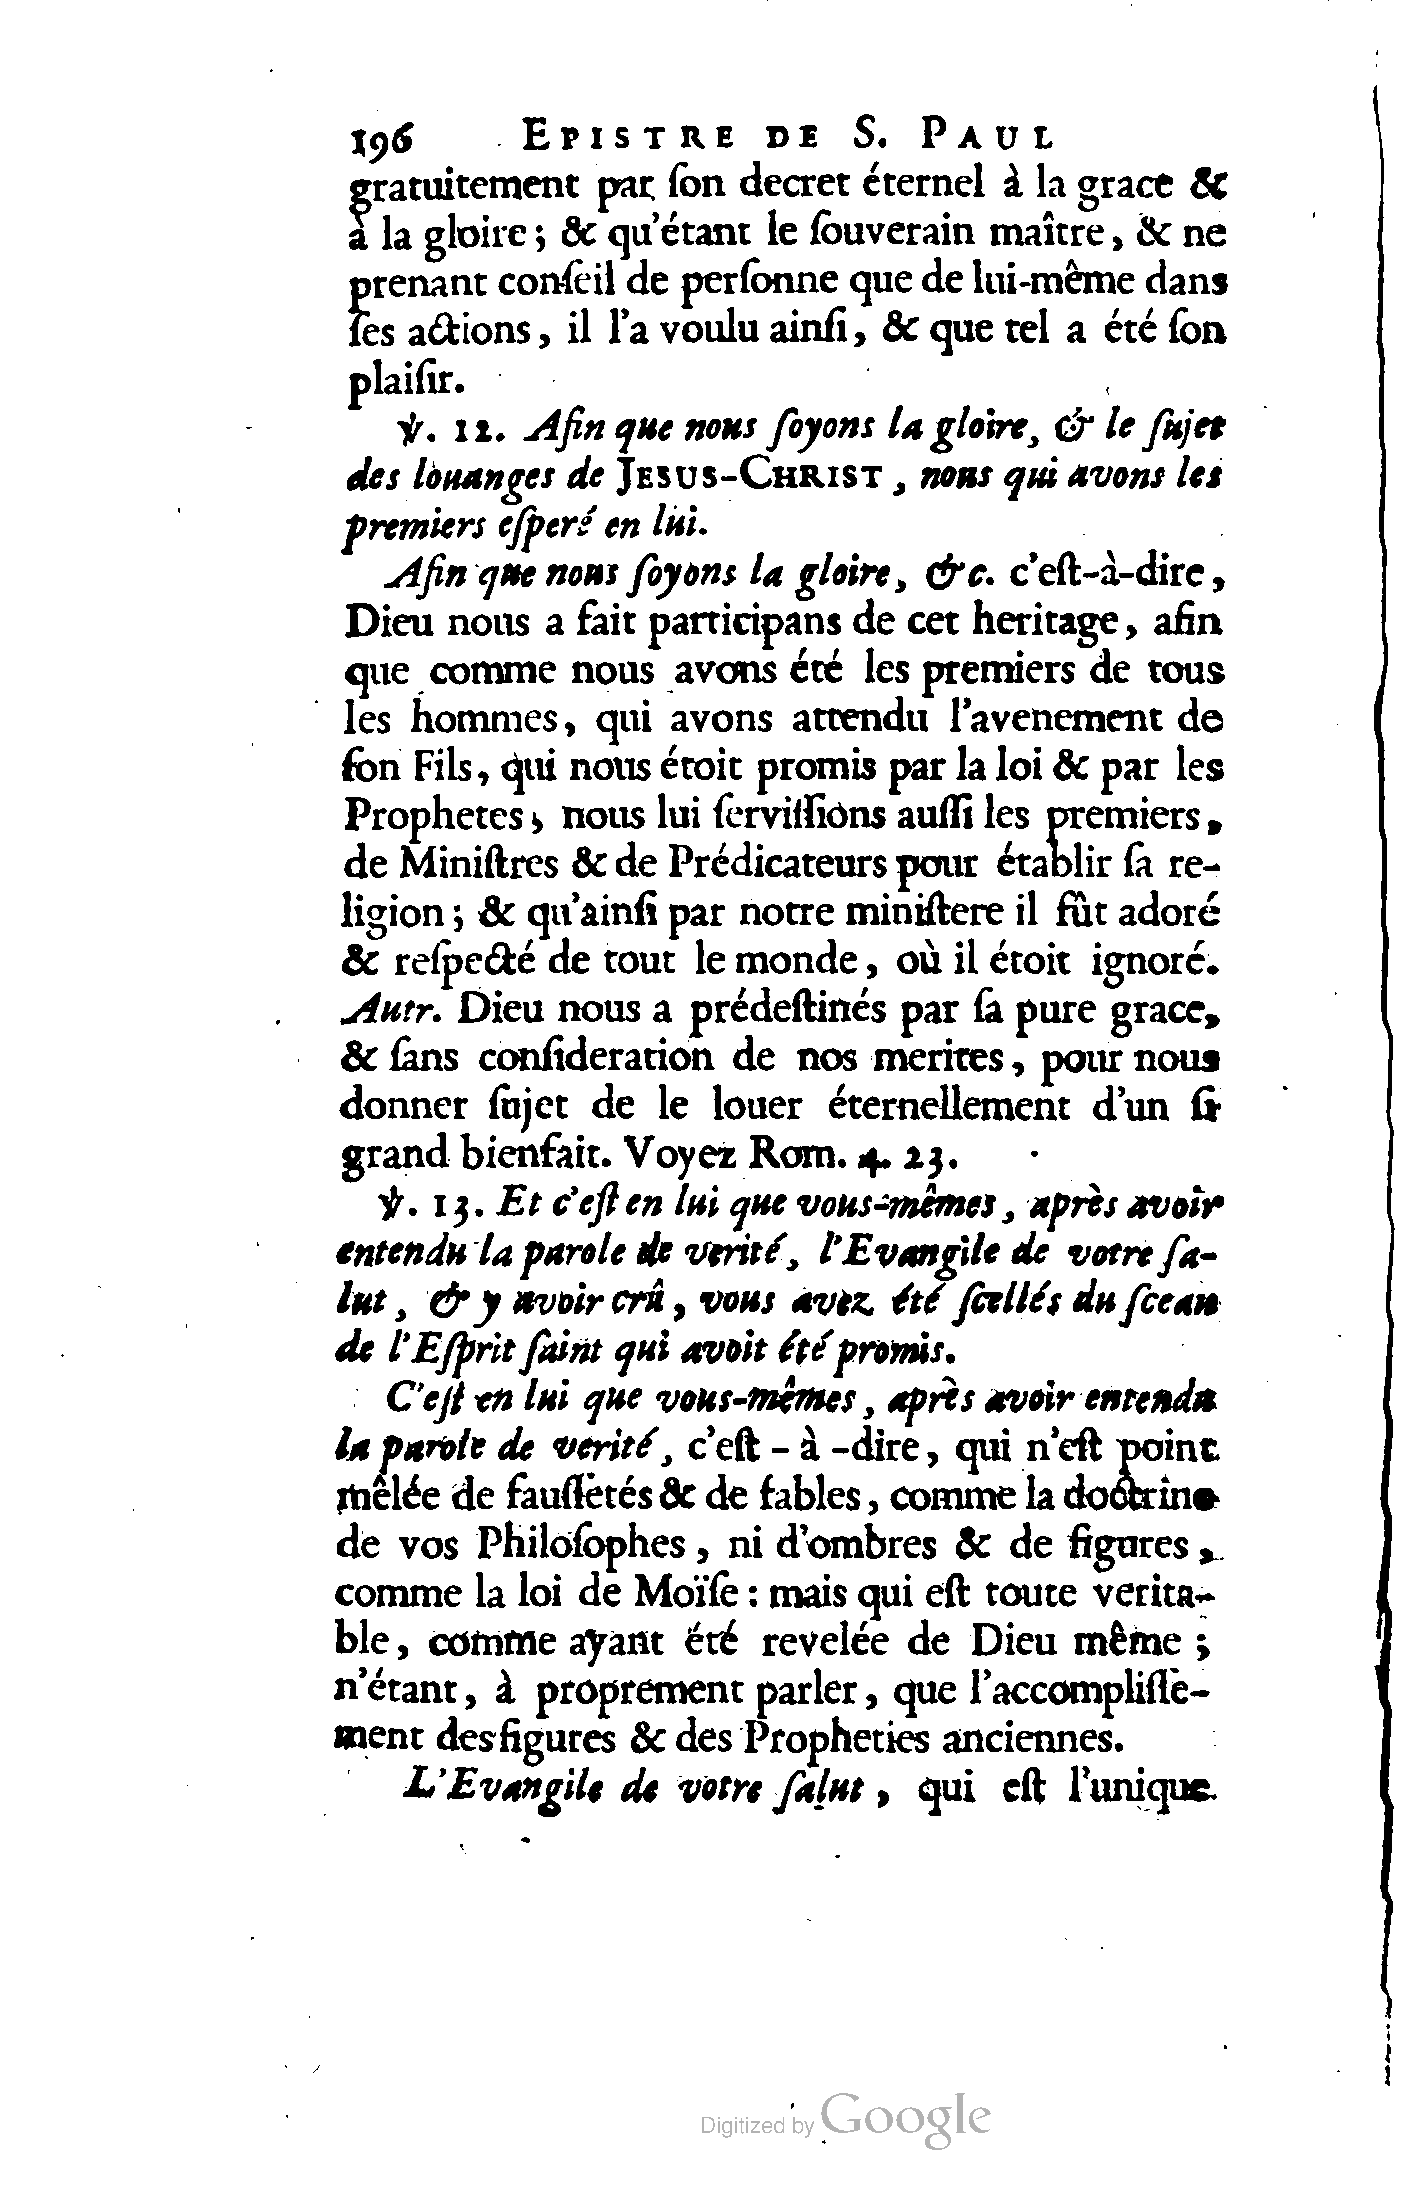 196 EPISTRE DE S. PAUL
gratuitement par ſon decret éternel à la grace &
à la gloire; & qu'étant le ſouverain maître, & ne
prenant conſeil de perſonne que de lui-même dans
ſes actions, il l'a voulu ainſi, & que tel a été ſon
plaiſir.
℣. 12. Afin que nous ſoyons la gloire, & le ſujet
des louanges de JESUS-CHRIST, nous qui avons les
premiers eſperé en lui.
Afin que nous ſoyons la gloire, &c. c'eſt-à-dire,
Dieu nous a fait participans de cet heritage, afin
que comme nous avons été les premiers de tous
les hommes, qui avons attendu l'avenement de
ſon Fils, qui nous étoit promis par la loi & par les
Prophetes, nous lui ſerviſſions auſſi les premiers,
de Miniſtres & de Prédicateurs pour établir ſa re-
ligion; & qu'ainſi par notre miniſtere il fût adoré
& reſpecté de tout le monde, où il étoit ignoré.
Autr. Dieu nous a prédeſtinés par ſa pure grace,
& ſans conſideration de nos merites, pour nous
donner ſujet de le louer éternellement d'un ſi
grand bienfait. Voyez Rom. 4. 23.
℣. 13. Et c'eſt en lui que vous-mêmes, après avoir
entendu la parole de verité, l'Evangile de votre ſa-
lut, & y avoir crû, vous avez été ſcellés du ſceau
de l'Eſprit ſaint qui avoit été promis.
C'eſt en lui que vous-mêmes, après avoir entendu
la parole de verité, c'eſt-à-dire, qui n'eſt point
mêlée de fauſſetés & de fables, comme la doctrine
de vos Philoſophes, ni d'ombres & de figures,
comme la loi de Moïſe: mais qui eſt toute verita-
ble, comme ayant été revelée de Dieu même;
n'étant, à proprement parler, que l'accompliſſe-
ment des figures & des Propheties anciennes.
L'Evangile de votre ſalut, qui eſt l'unique
Digitized by Google